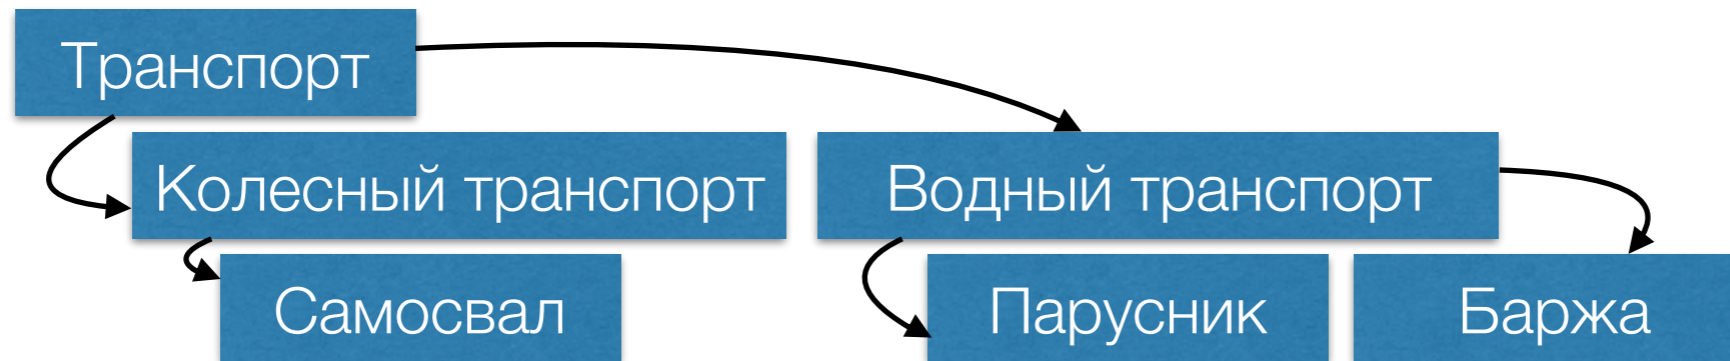 Транспорт
Колесный транспорт
Водный транспорт
Самосвал
Парусник
Баржа